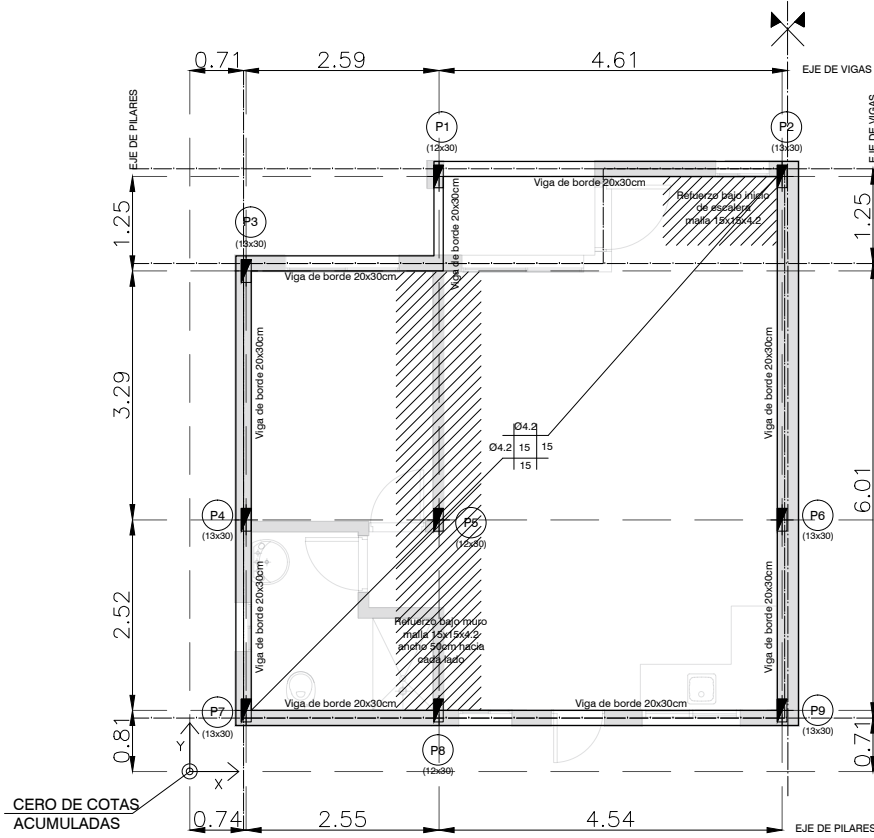 0.71
2.59
4.61
EJE DE VIGAS
EJE DE PILARES
EJE DE VIGAS
P1
(12x30)
P2
(13x30)
Viga de borde 20x30cm
Viga de borde 20x30cm
Refuerzo bajo inicio
de escalera
malla 15x15x4.2
1.25
1.25
P3
(13x30)
Viga de borde 20x30cm
Viga de borde 20x30cm
Viga de borde 20x30cm
3.29
Ø4.2
Ø4.2
15
15
15
6.01
P4
(13x30)
P5
(12x30)
P6
(13x30)
2.52
Viga de borde 20x30cm
Viga de borde 20x30cm
Refuerzo bajo muro
malla 15x15x4.2
ancho 50cm hacia
cada lado
Viga de borde 20x30cm
Viga de borde 20x30cm
P7
(13x30)
P9
(13x30)
0.81
Y
X
P8
(12x30)
0.71
CERO DE COTAS
ACUMULADAS
0.74
2.55
4.54
EJE DE PILARES